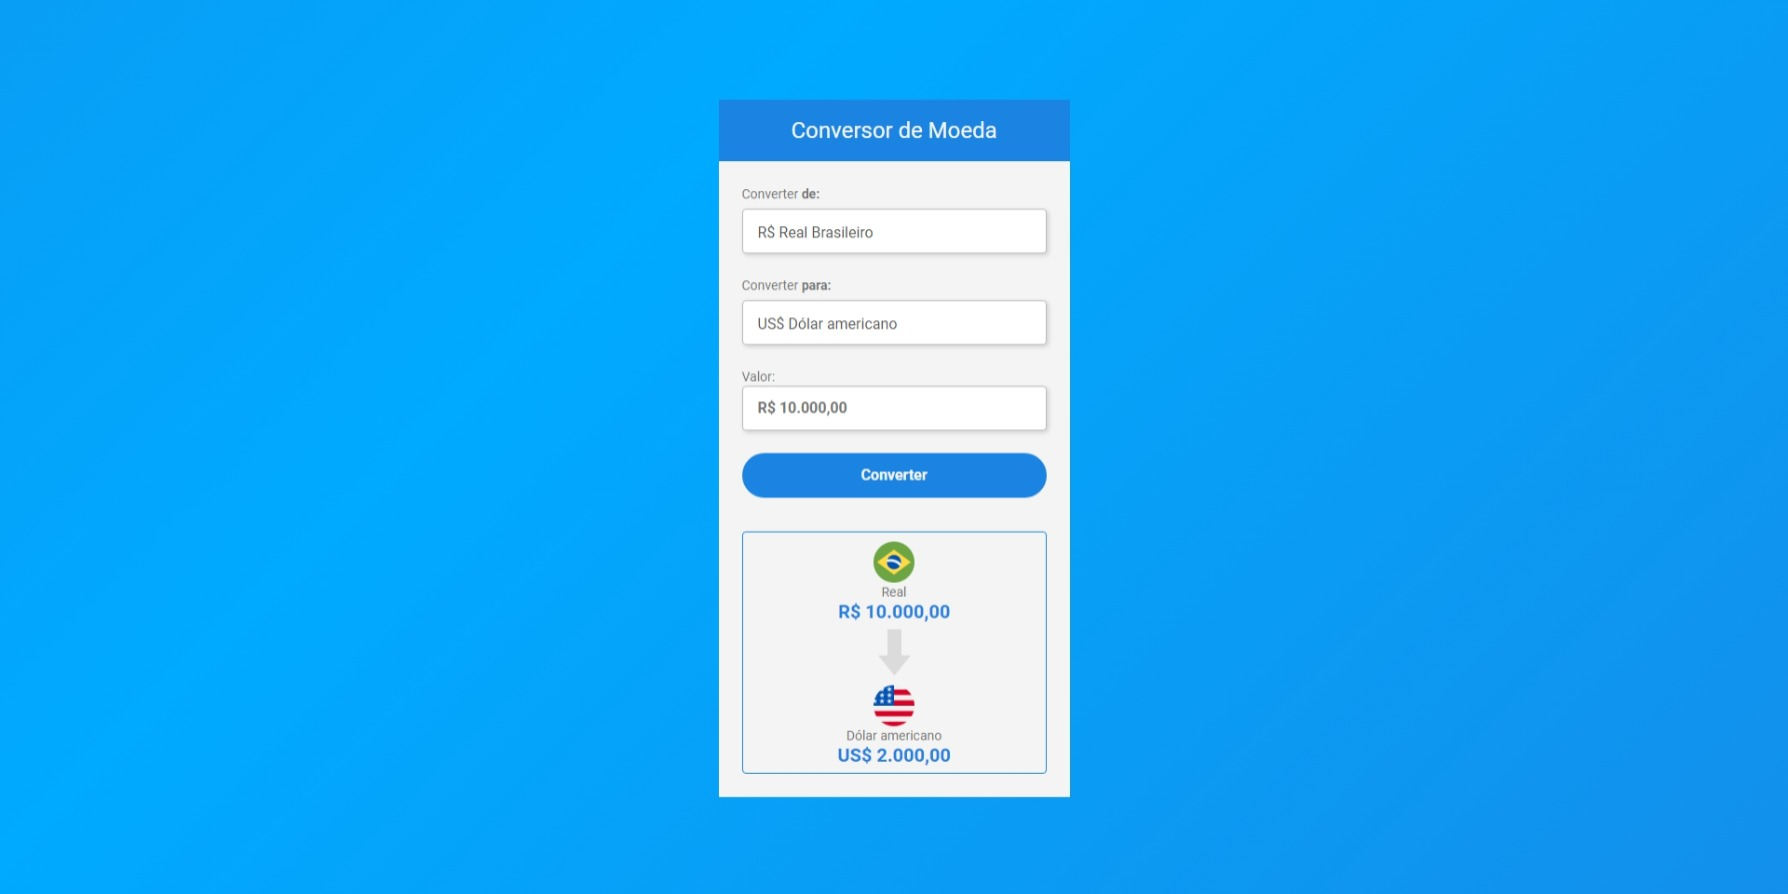 Conversor de Moeda
Converter de:
R$ Real Brasileiro
Converter para:
US$ Dólar americano
Valor:
R$ 10.000,00
Converter
Real
R$ 10.000,00
Dólar americano
US$ 2.000,00